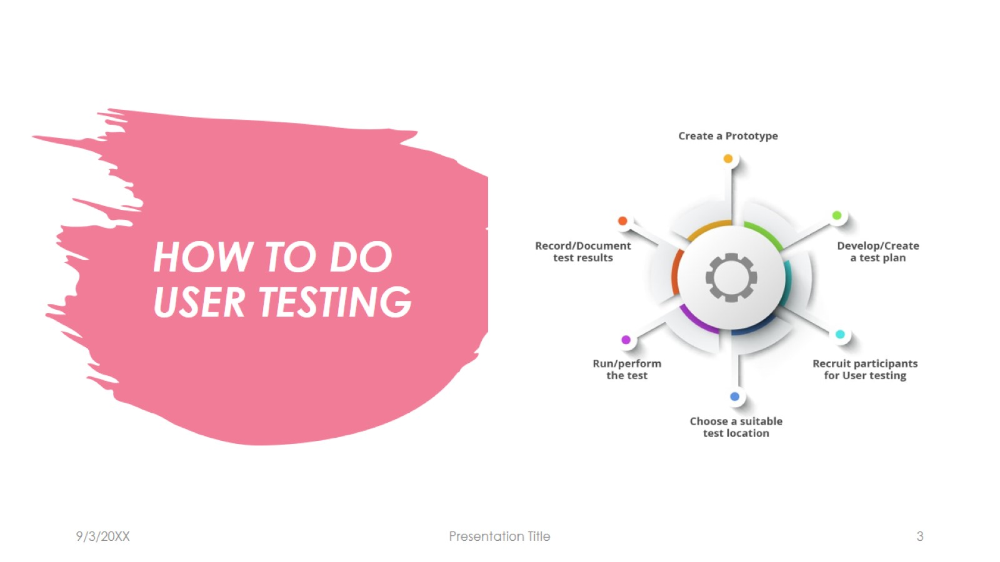 HOW TO DO
USER TESTING
Create a Prototype
Develop/Create
a test plan
Recruit participants
for User testing
Choose a suitable
test location
Run/perform
the test
Record/Document
test results
9/3/20XX
Presentation Title
3